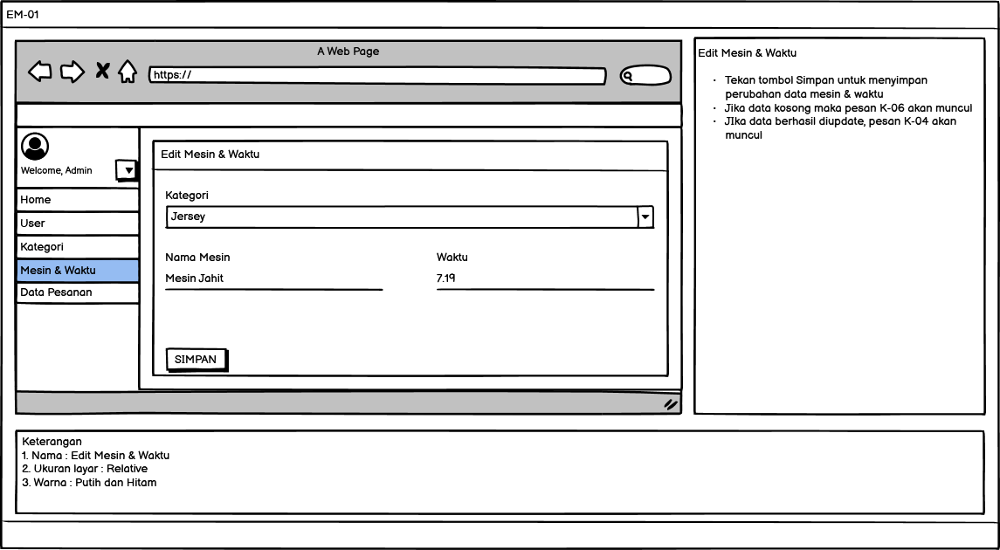 EM-01
A Web Page
https://
Welcome, Admin
Home
User
Kategori
Mesin & Waktu
Data Pesanan
Edit Mesin & Waktu
Kategori
Jersey
Nama Mesin
Waktu
Mesin Jahit
7.19
SIMPAN
Edit Mesin & Waktu
• Tekan tombol Simpan untuk menyimpan
perubahan data mesin & waktu
• Jika data kosong maka pesan K-06 akan muncul
• JIka data berhasil diupdate, pesan K-04 akan
muncul
Keterangan
1. Nama : Edit Mesin & Waktu
2. Ukuran layar : Relative
3. Warna : Putih dan Hitam